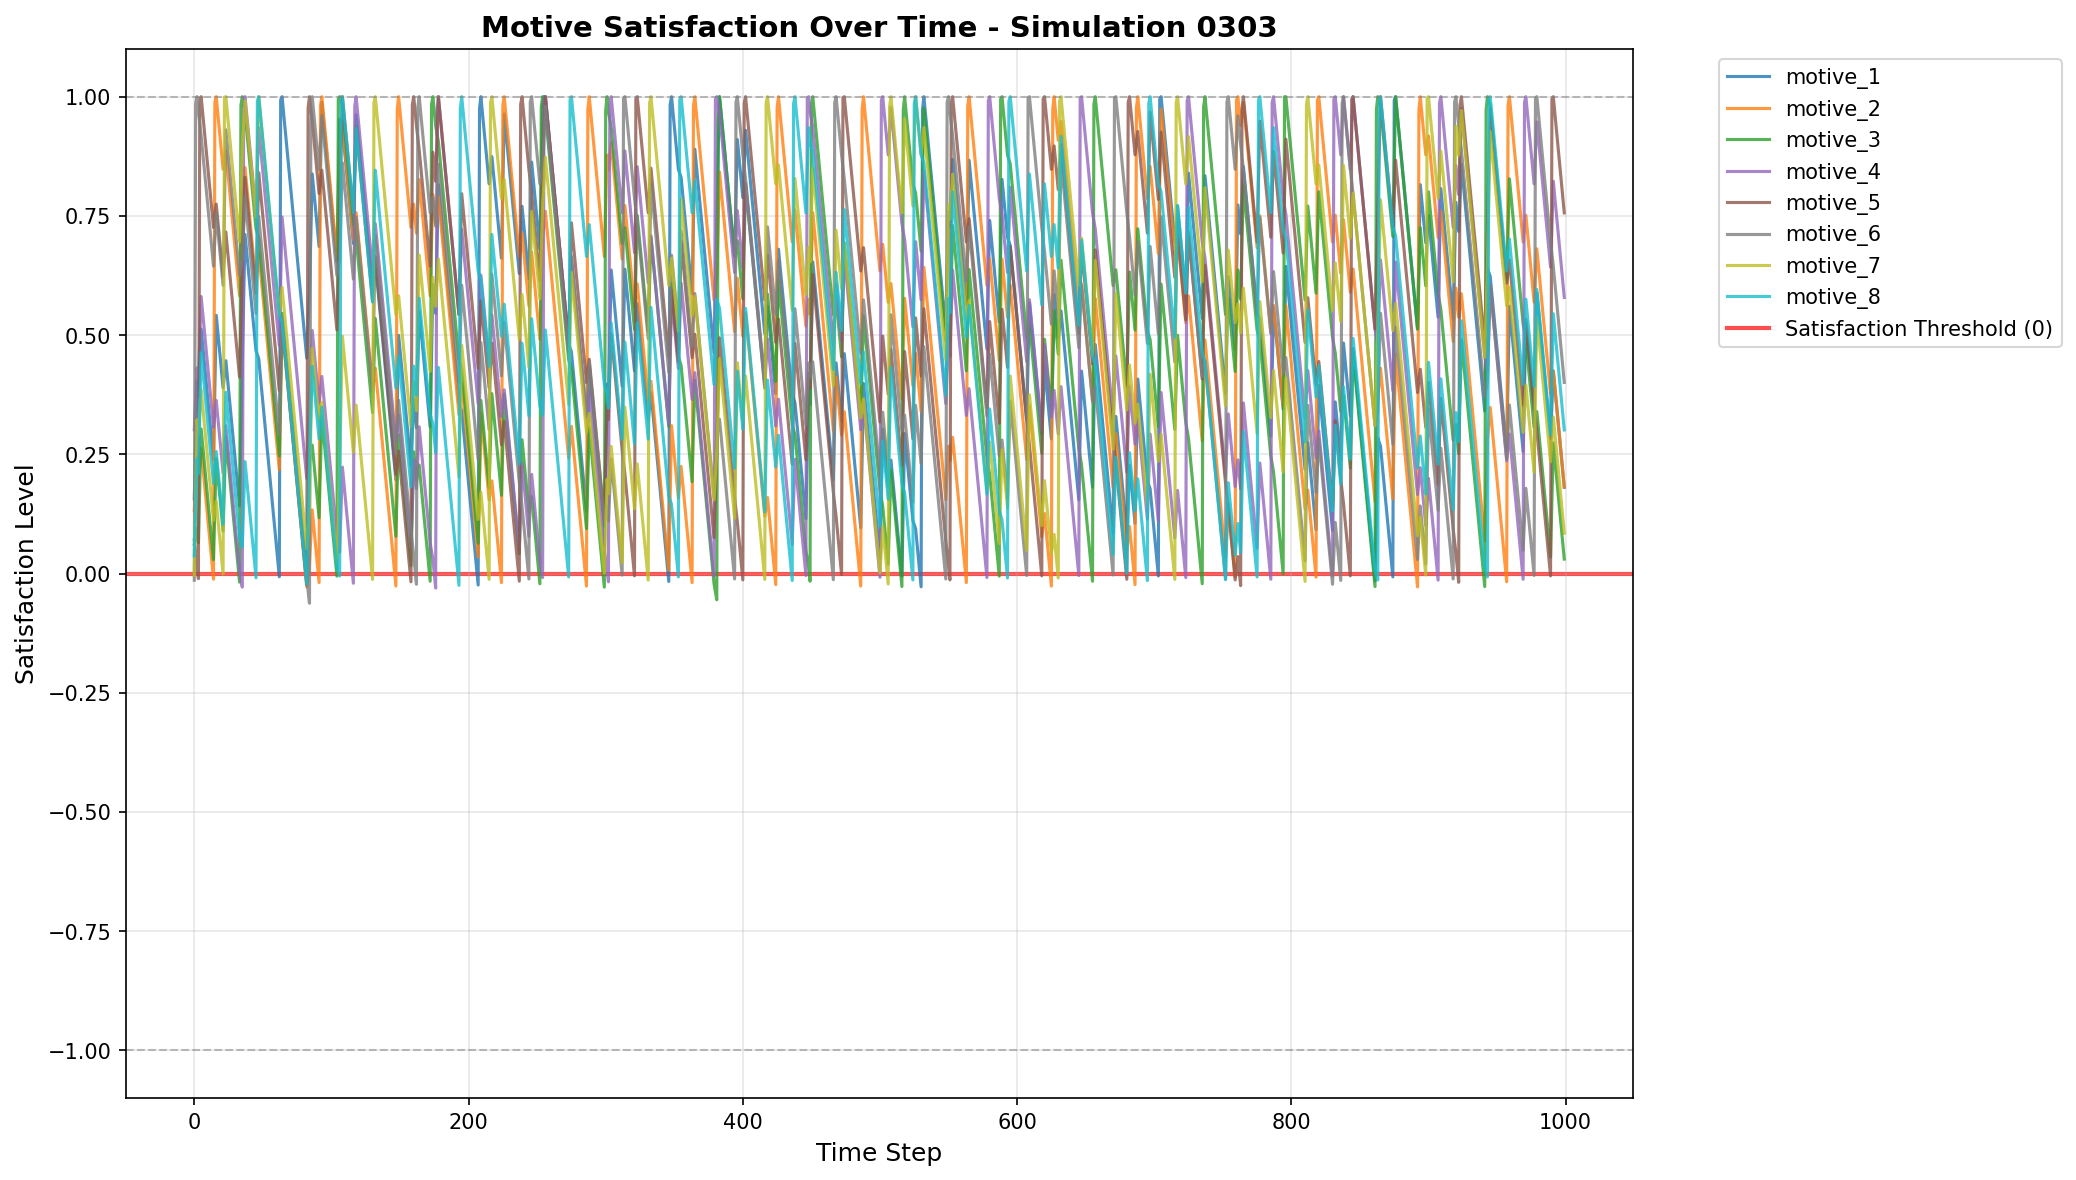 Motive Satisfaction Over Time - Simulation 0303
Satisfaction Level
1.00
0.75
0.50
0.25
0.00
−0.25
−0.50
−0.75
−1.00
0
200
400
600
800
1000
Time Step
motive_1
motive_2
motive_3
motive_4
motive_5
motive_6
motive_7
motive_8
Satisfaction Threshold (0)